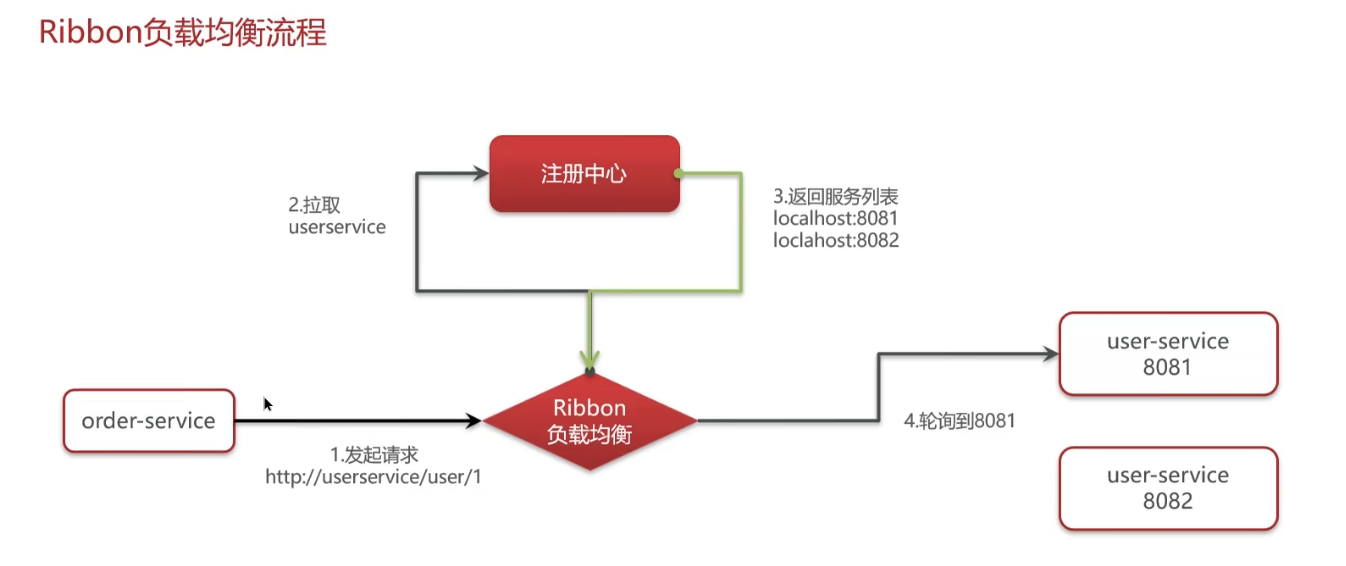 Ribbon负载均衡流程
注册中心
2.拉取
userservice
3.返回服务列表
localhost:8081
loclahost:8082
order-service
1.发起请求
http://userservice/user/1
Ribbon
负载均衡
4.轮询到8081
user-service
8081
user-service
8082